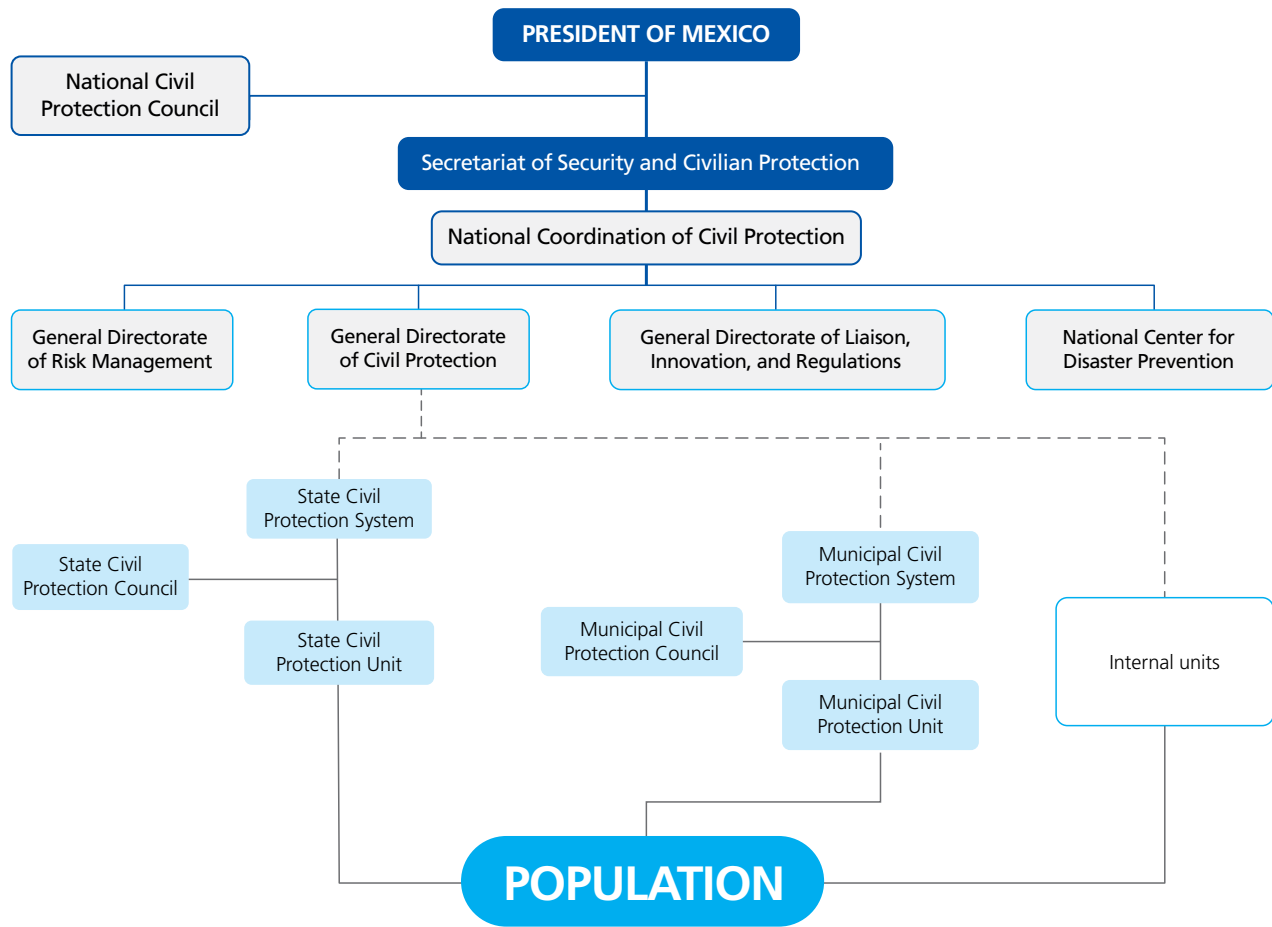 PRESIDENT OF MEXICO
National Civil
Protection Council
Secretariat of Security and Civilian Protection
National Coordination of Civil Protection
General Directorate
of Risk Management
General Directorate
of Civil Protection
General Directorate of Liaison,
Innovation, and Regulations
National Center for
Disaster Prevention
State Civil
Protection System
State Civil
Protection Council
State Civil
Protection Unit
Municipal Civil
Protection System
Municipal Civil
Protection Council
Municipal Civil
Protection Unit
Internal units
POPULATION